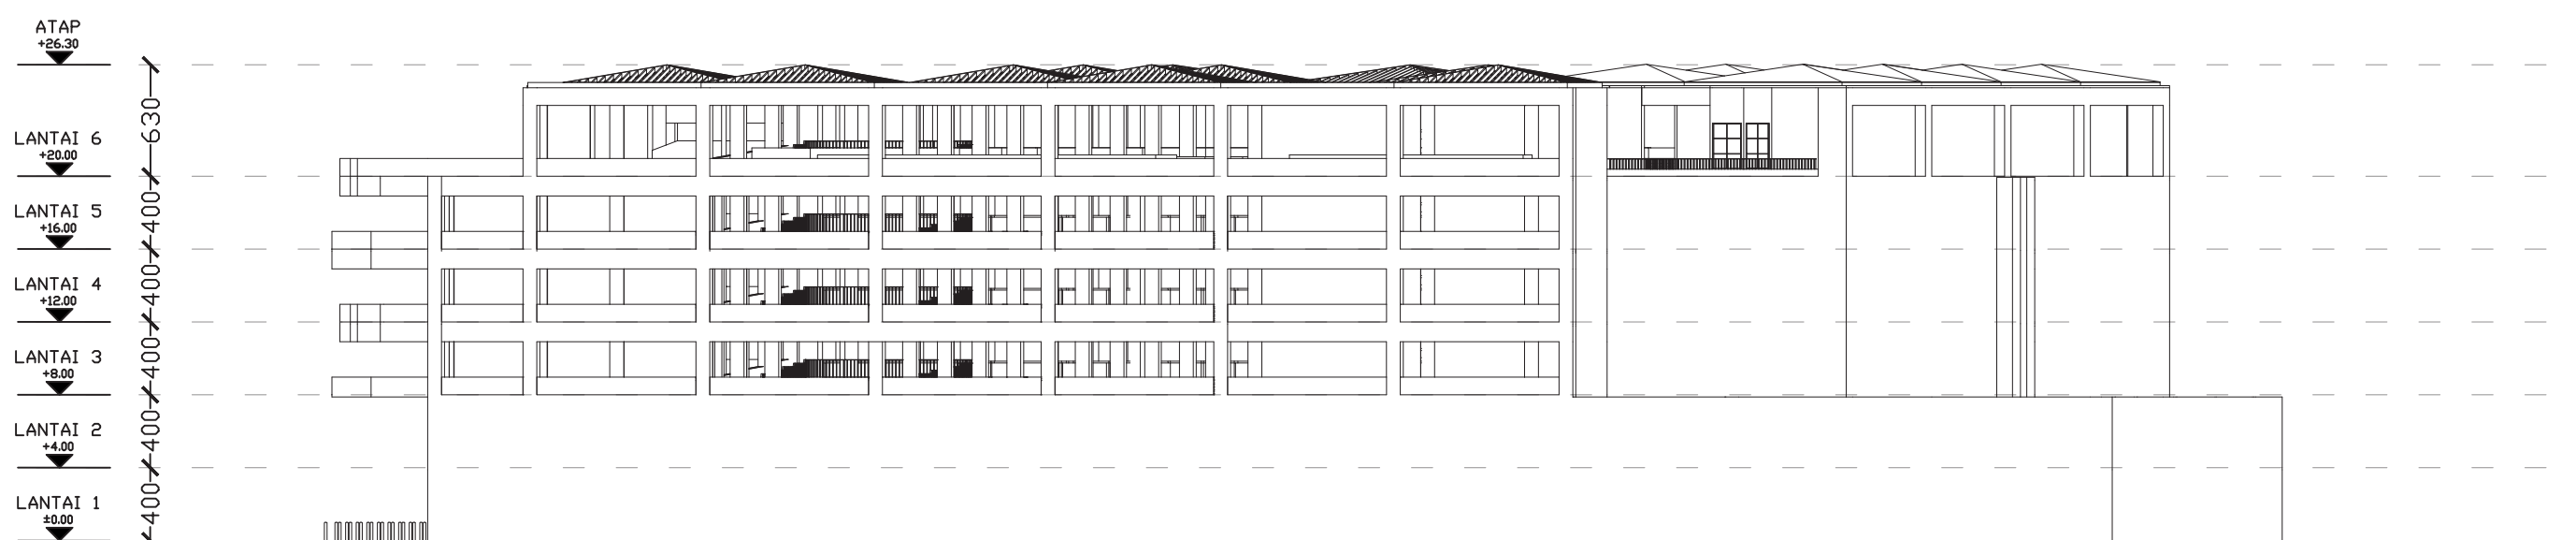 ATAP
+26.30
630
LANTAI 6
+20.00
400
LANTAI 5
+16.00
400
LANTAI 4
+12.00
400
LANTAI 3
+8.00
400
LANTAI 2
+4.00
400
LANTAI 1
±0.00